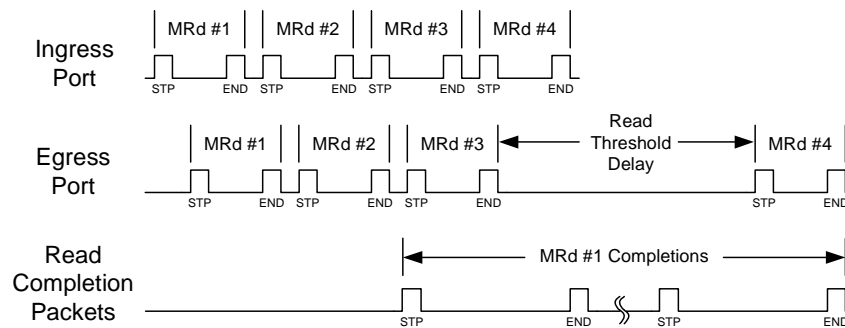 MRd #1 MRd #2 MRd #3 MRd #4
Ingress
Port
STP END STP END STP END STP END
MRd #1 MRd #2 MRd #3 MRd #4
Read
Threshold
Delay
Egress
Port
STP END STP END STP END STP END
Read
Completion
Packets
MRd #1 Completions
STP END STP END